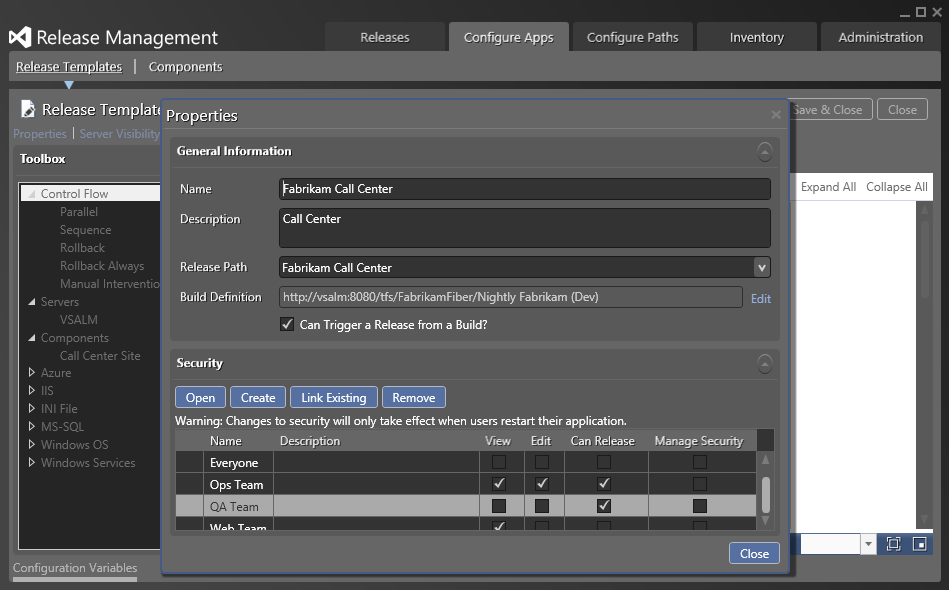 Release Management
Releases
Configure Apps
Configure Paths
Inventory
Administration
Release Templates | Components
Release Template
Save & Close
Close
Properties | Server Visibility
Toolbox
Expand All Collapse All
Control Flow
Parallel
Sequence
Rollback
Rollback Always
Manual Interventio
Servers
VSALM
Components
Call Center Site
Azure
IIS
INI File
MS-SQL
Windows OS
Windows Services
Configuration Variables
Properties
General Information
Name Fabrikam Call Center
Description Call Center
Release Path Fabrikam Call Center
Build Definition http://vsalm:8080/tfs/FabrikamFiber/Nightly Fabrikam (Dev) Edit
Can Trigger a Release from a Build?
Security
Open Create Link Existing Remove
Warning: Changes to security will only take effect when users restart their application.
Name Description View Edit Can Release Manage Security
Everyone
Ops Team
QA Team
Web Team
Close